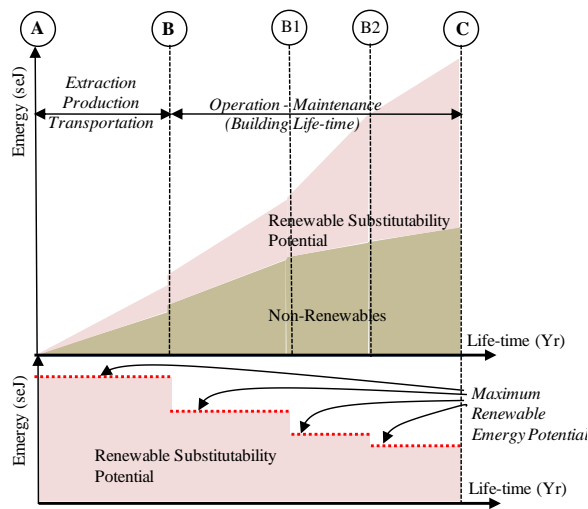 A
B
B1
B2
C
Emergy (seJ)
Extraction
Production
Transportation
Operation - Maintenance
(Building Life-time)
Renewable Substitutability
Potential
Non-Renewables
Life-time (Yr)
Emergy (seJ)
Maximum
Renewable
Emergy Potential
Renewable Substitutability
Potential
Life-time (Yr)